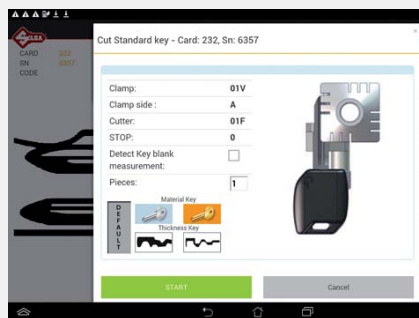 SILCA
CARD 232
SN 6357
CODE
Cut Standard key - Card: 232, Sn: 6357
Clamp: 01V
Clamp side : A
Cutter: 01F
STOP: 0
Detect Key blank
measurement:
Pieces: 1
Material Key
DEFAULT
Thickness Key
START
Cancel